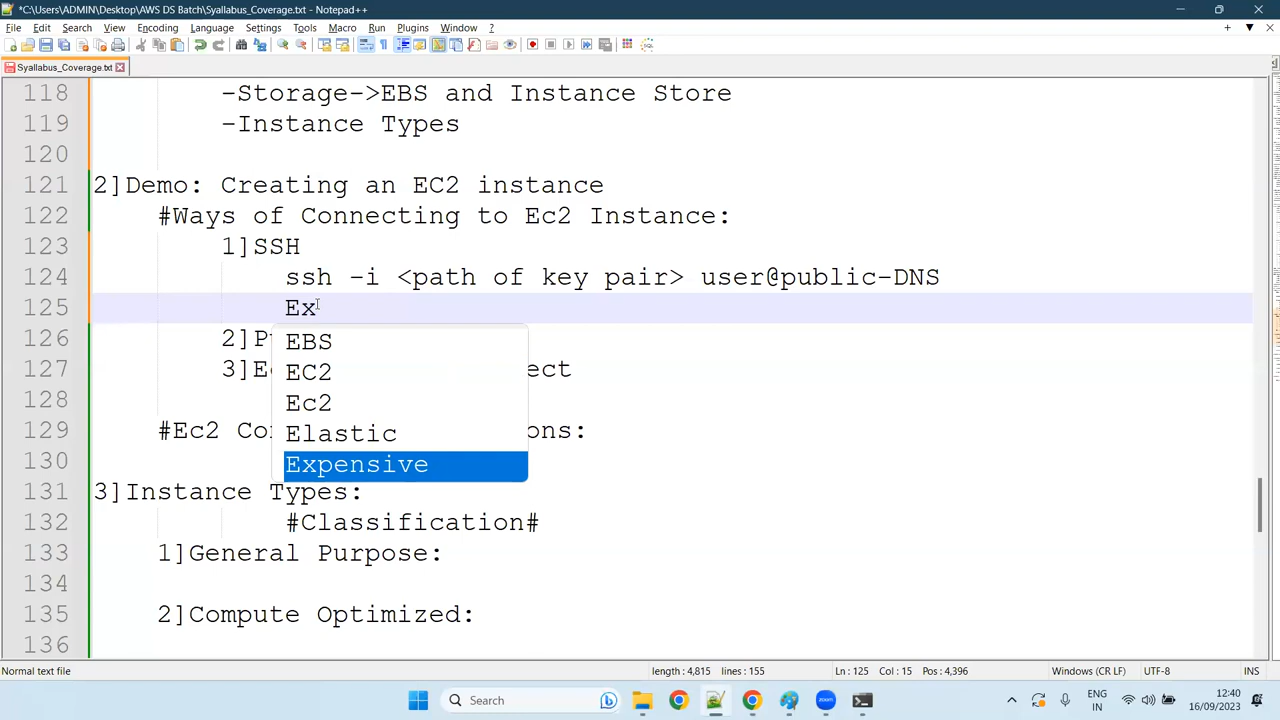 *C:\Users\ADMIN\Desktop\AWS DS Batch\Syallabus_Coverage.txt - Notepad++
File Edit Search View Encoding Language Settings Tools Macro Run Plugins Window ?
Syallabus_Coverage.txt
118 -Storage->EBS and Instance Store
119 -Instance Types
120
121 2]Demo: Creating an EC2 instance
122 #Ways of Connecting to Ec2 Instance:
123 1]SSH
124 ssh -i <path of key pair> user@public-DNS
125 Ex
126 2]P
EBS
127 3]E ect
EC2
128
Ec2
129 #Ec2 Co ons:
Elastic
130
Expensive
131 3]Instance Types:
132 #Classification#
133 1]General Purpose:
134
135 2]Compute Optimized:
136
Normal text file length : 4,815 lines : 155 Ln : 125 Col : 15 Pos : 4,396 Windows (CR LF) UTF-8 INS
Search ENG IN 12:40 16/09/2023